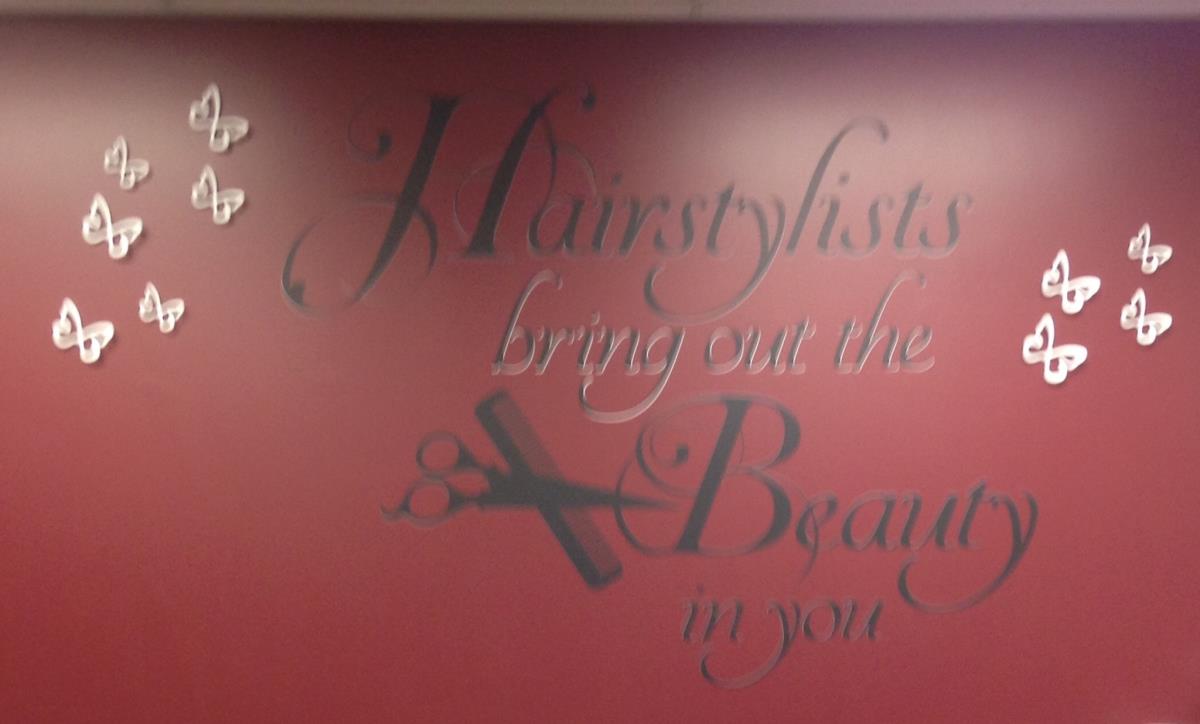 Hairstylists
bring out the
Beauty
in you